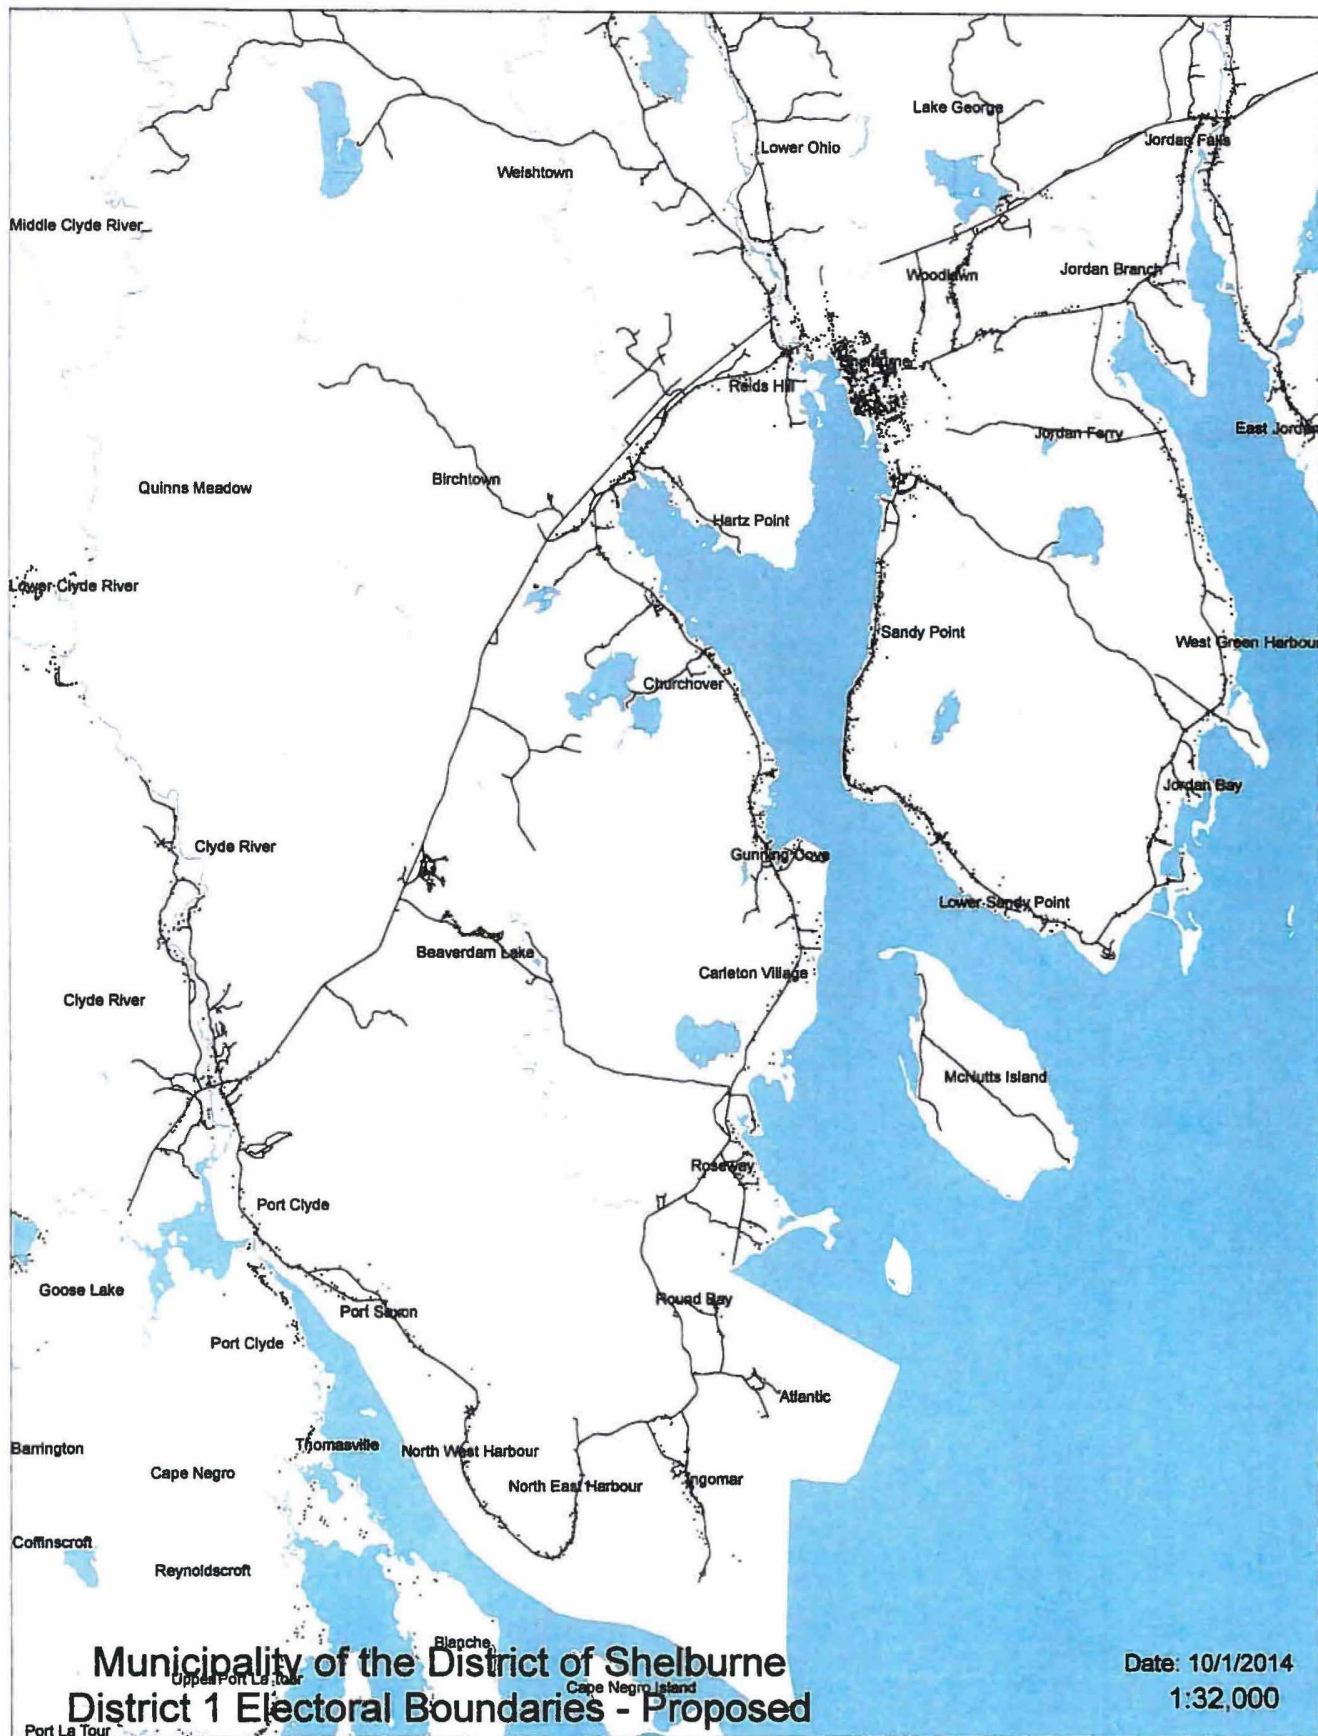 Lake George
Jordan Falls
Lower Ohio
Welshtown
Middle Clyde River
Woodlawn
Jordan Branch
Shelburne
Reids Hill
Jordan Ferry
East Jordan
Birchtown
Quinns Meadow
Hartz Point
Lower Clyde River
Sandy Point
West Green Harbour
Churchover
Jordan Bay
Clyde River
Gunning Cove
Lower Sandy Point
Beaverdam Lake
Carleton Village
Clyde River
McNutts Island
Roseway
Port Clyde
Goose Lake
Round Bay
Port Saxon
Port Clyde
Atlantic
Barrington
Thomasville
North West Harbour
Cape Negro
North East Harbour
Ingomar
Coffinscroft
Reynoldscroft
Blanche
Municipality of the District of Shelburne
Upper Port La Tour
Cape Negro Island
District 1 Electoral Boundaries - Proposed
Port La Tour
Date: 10/1/2014
1:32,000